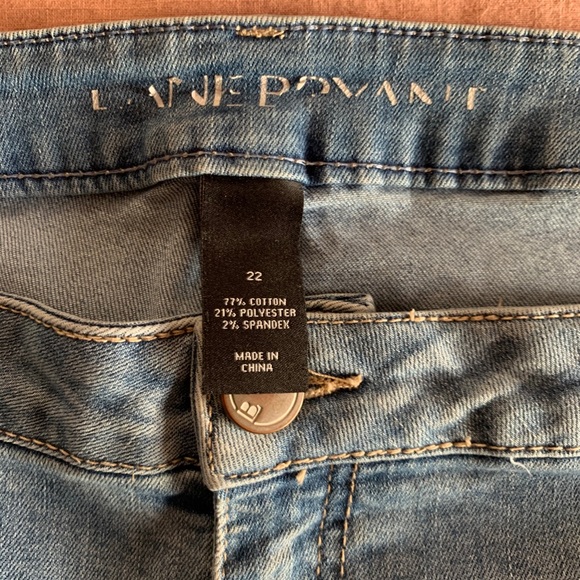 LANE BRYANT
22
77% COTTON
21% POLYESTER
2% SPANDEX
MADE IN
CHINA
B